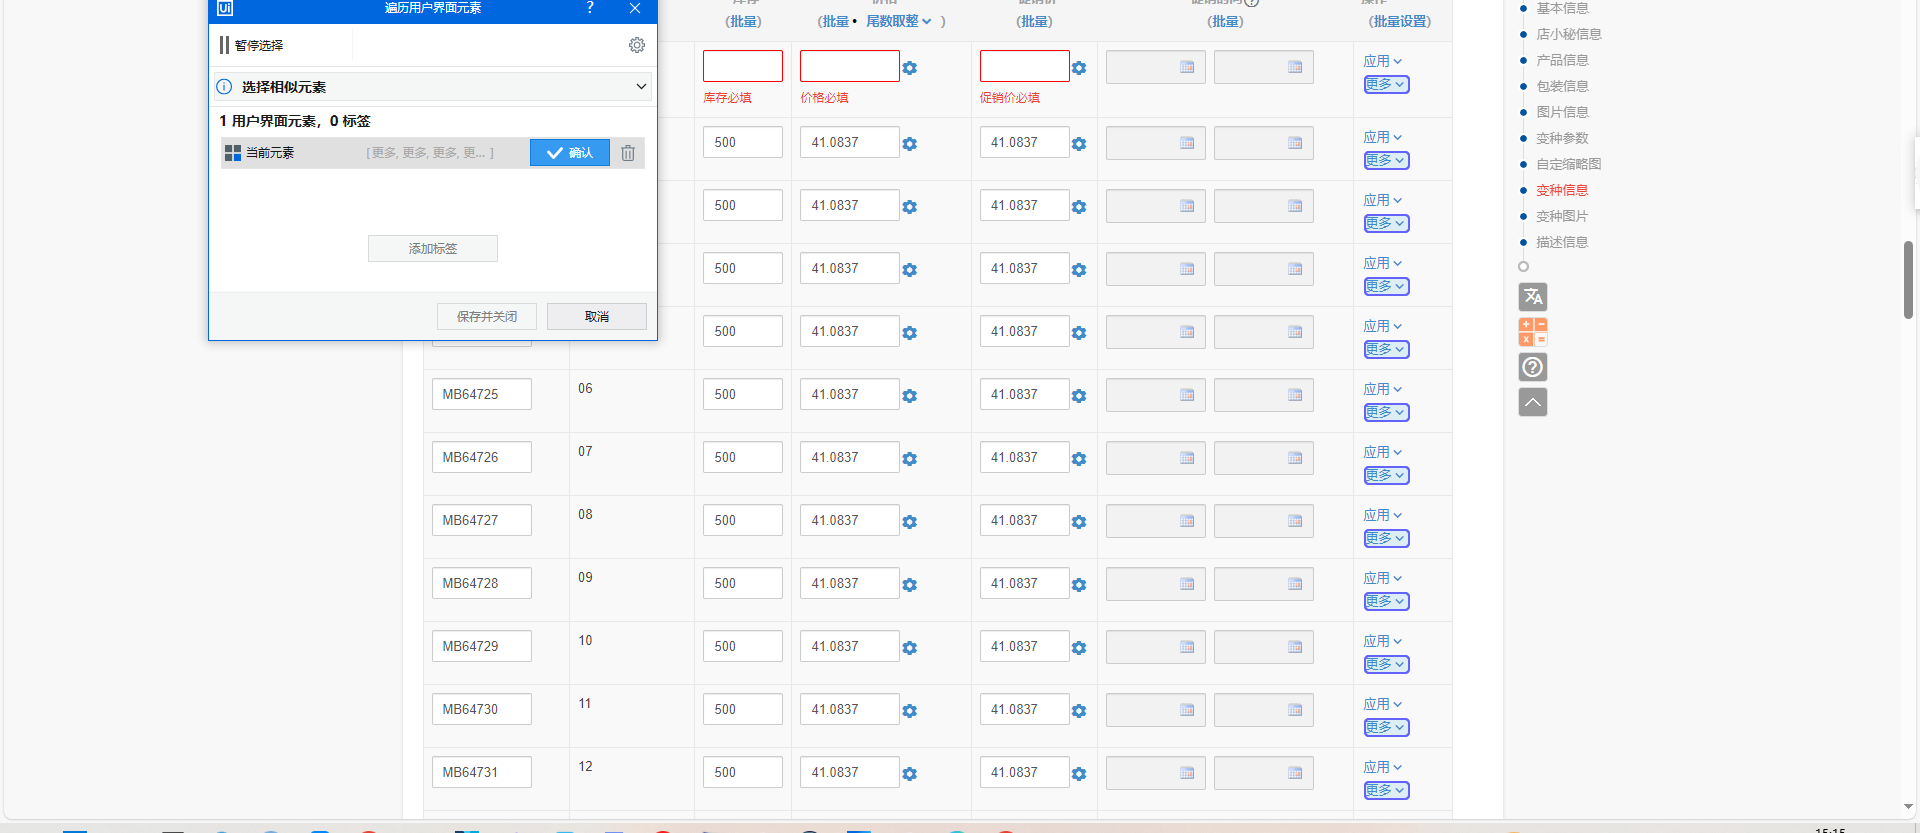 Ui 遍历用户界面元素 ?
暂停选择
选择相似元素
1 用户界面元素，0 标签
当前元素 [更多, 更多, 更多, 更... ] 确认
添加标签
保存并关闭 取消
(批量) (批量• 尾数取整 ) (批量) (批量) (批量设置)
应用
更多
库存必填 价格必填 促销价必填
500 41.0837 41.0837 应用
更多
500 41.0837 41.0837 应用
更多
500 41.0837 41.0837 应用
更多
500 41.0837 41.0837 应用
更多
MB64725 06 500 41.0837 41.0837 应用
更多
MB64726 07 500 41.0837 41.0837 应用
更多
MB64727 08 500 41.0837 41.0837 应用
更多
MB64728 09 500 41.0837 41.0837 应用
更多
MB64729 10 500 41.0837 41.0837 应用
更多
MB64730 11 500 41.0837 41.0837 应用
更多
MB64731 12 500 41.0837 41.0837 应用
更多
基本信息
店小秘信息
产品信息
包装信息
图片信息
变种参数
自定缩略图
变种信息
变种图片
描述信息
15:15